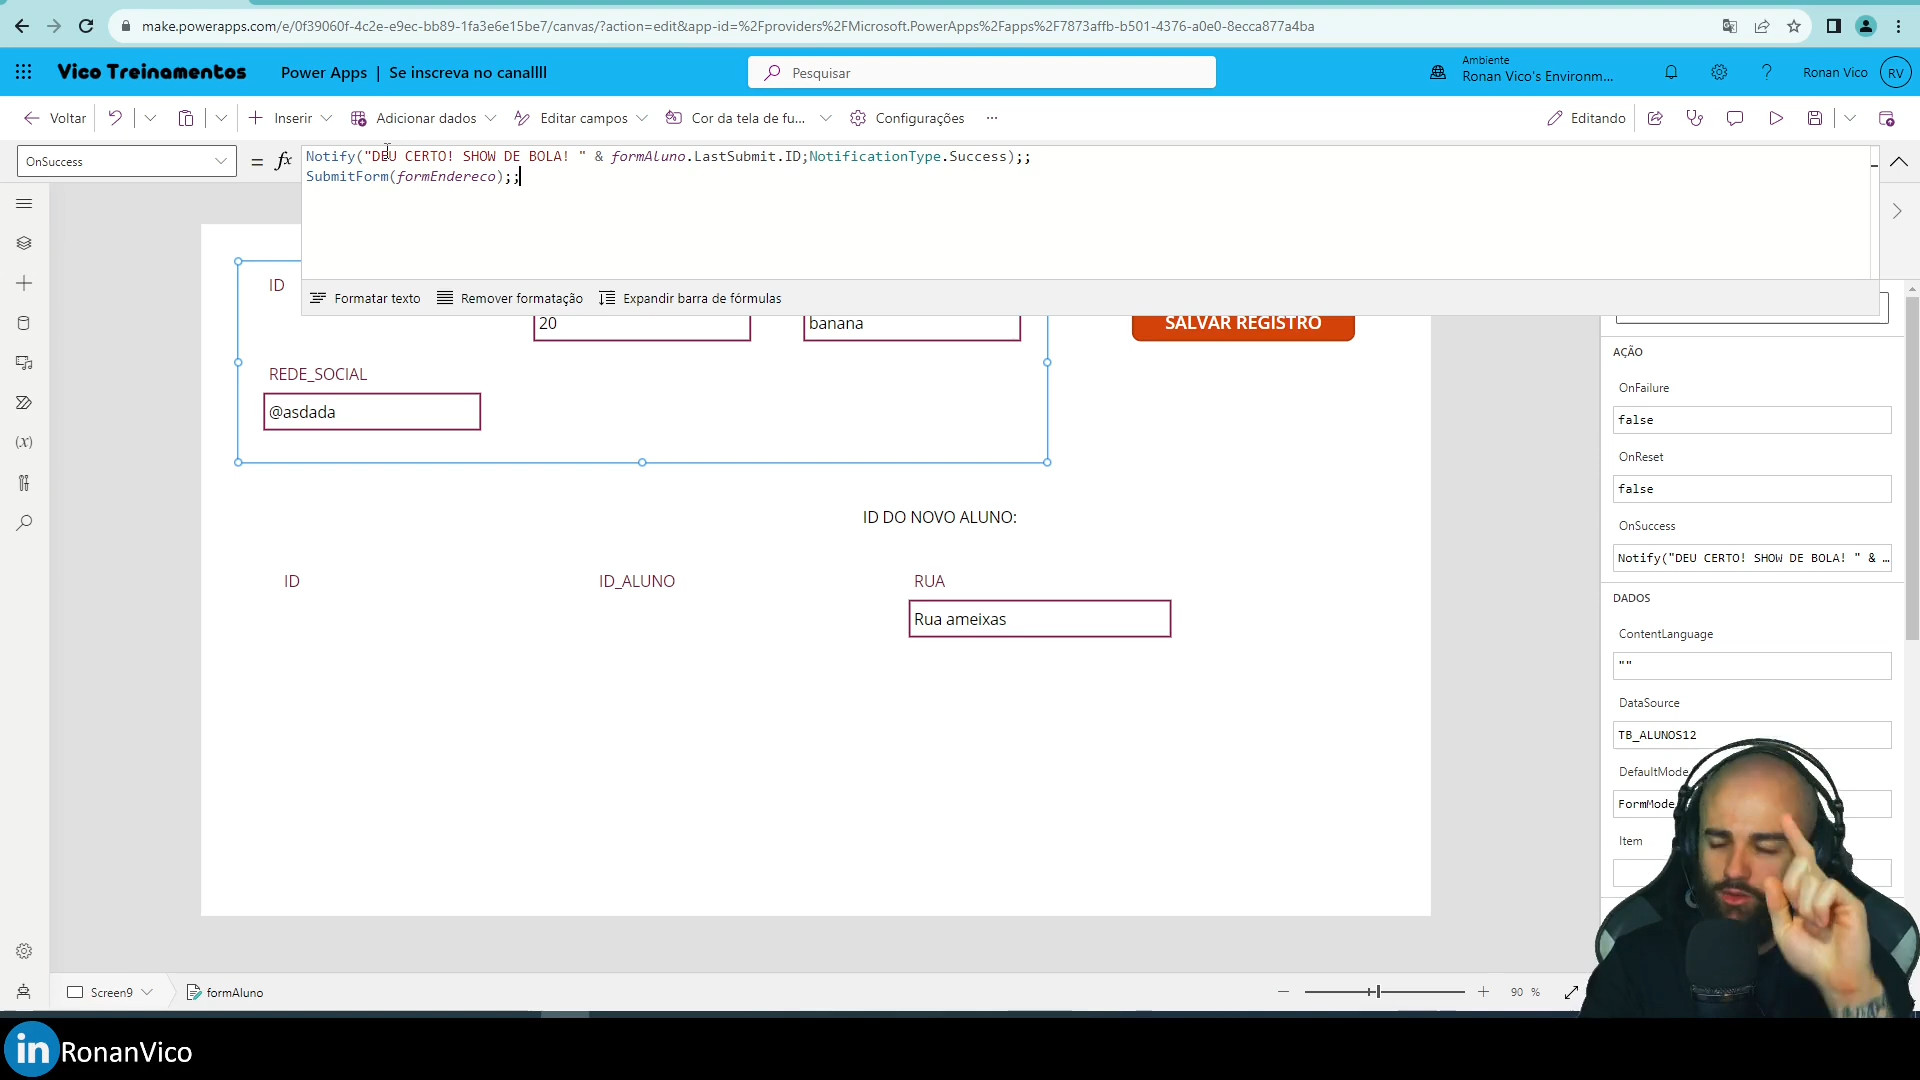 make.powerapps.com/e/0f39060f-4c2e-e9ec-bb89-1fa3e6e15be7/canvas/?action=edit&app-id=%2Fproviders%2FMicrosoft.PowerApps%2Fapps%2F7873affb-b501-4376-a0e0-8ecca877a4ba
Vico Treinamentos
Power Apps | Se inscreva no canallll
Pesquisar
Ambiente
Ronan Vico's Environm...
Ronan Vico
RV
Voltar
Inserir
Adicionar dados
Editar campos
Cor da tela de fu...
Configurações
...
Editando
OnSuccess
= fx
Notify("DEU CERTO! SHOW DE BOLA! " & formAluno.LastSubmit.ID;NotificationType.Success);;
SubmitForm(formEndereco);;
Formatar texto
Remover formatação
Expandir barra de fórmulas
ID
20
banana
SALVAR REGISTRO
REDE_SOCIAL
@asdada
ID DO NOVO ALUNO:
ID
ID_ALUNO
RUA
Rua ameixas
AÇÃO
OnFailure
false
OnReset
false
OnSuccess
Notify("DEU CERTO! SHOW DE BOLA! " & …
DADOS
ContentLanguage
""
DataSource
TB_ALUNOS12
DefaultMode
FormMode
Item
Screen9
formAluno
90 %
in RonanVico